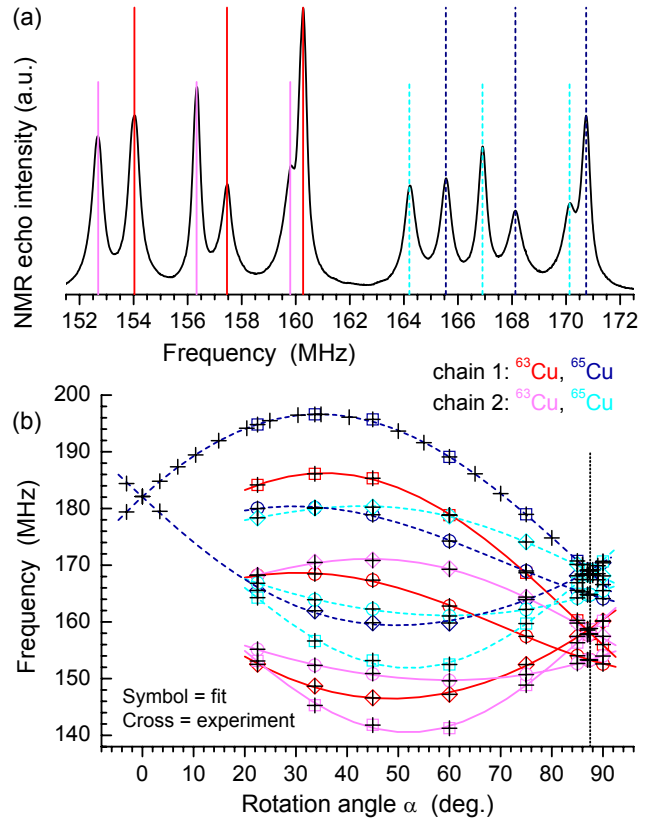 (a)
NMR echo intensity (a.u.)
152 154 156 158 160 162 164 166 168 170 172
Frequency (MHz)
chain 1: ⁶³Cu, ⁶⁵Cu
chain 2: ⁶³Cu, ⁶⁵Cu
(b)
Frequency (MHz)
200
190
180
170
160
150
140
Symbol = fit
Cross = experiment
0 10 20 30 40 50 60 70 80 90
Rotation angle α (deg.)